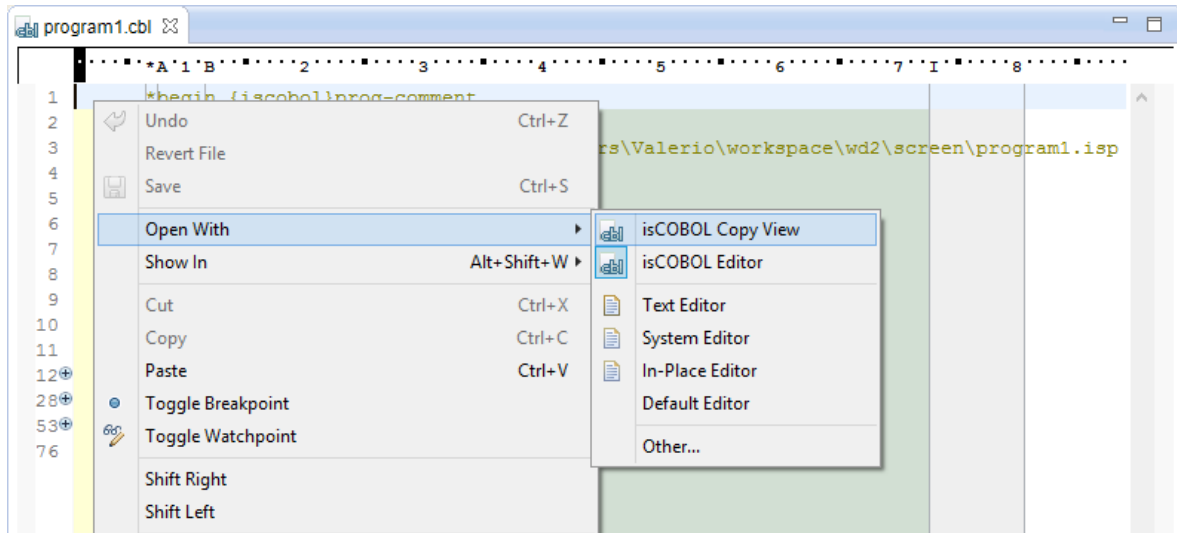 program1.cbl
*A 1 B 2 3 4 5 6 7 I 8
1 *begin {iscobol}prog-comment
2 Undo Ctrl+Z
3 Revert File rs\Valerio\workspace\wd2\screen\program1.isp
4
5 Save Ctrl+S
6 Open With isCOBOL Copy View
7
8 Show In Alt+Shift+W isCOBOL Editor
9 Cut Ctrl+X Text Editor
10
11 Copy Ctrl+C System Editor
12 Paste Ctrl+V In-Place Editor
28 Toggle Breakpoint Default Editor
53 Toggle Watchpoint
76 Other...
Shift Right
Shift Left